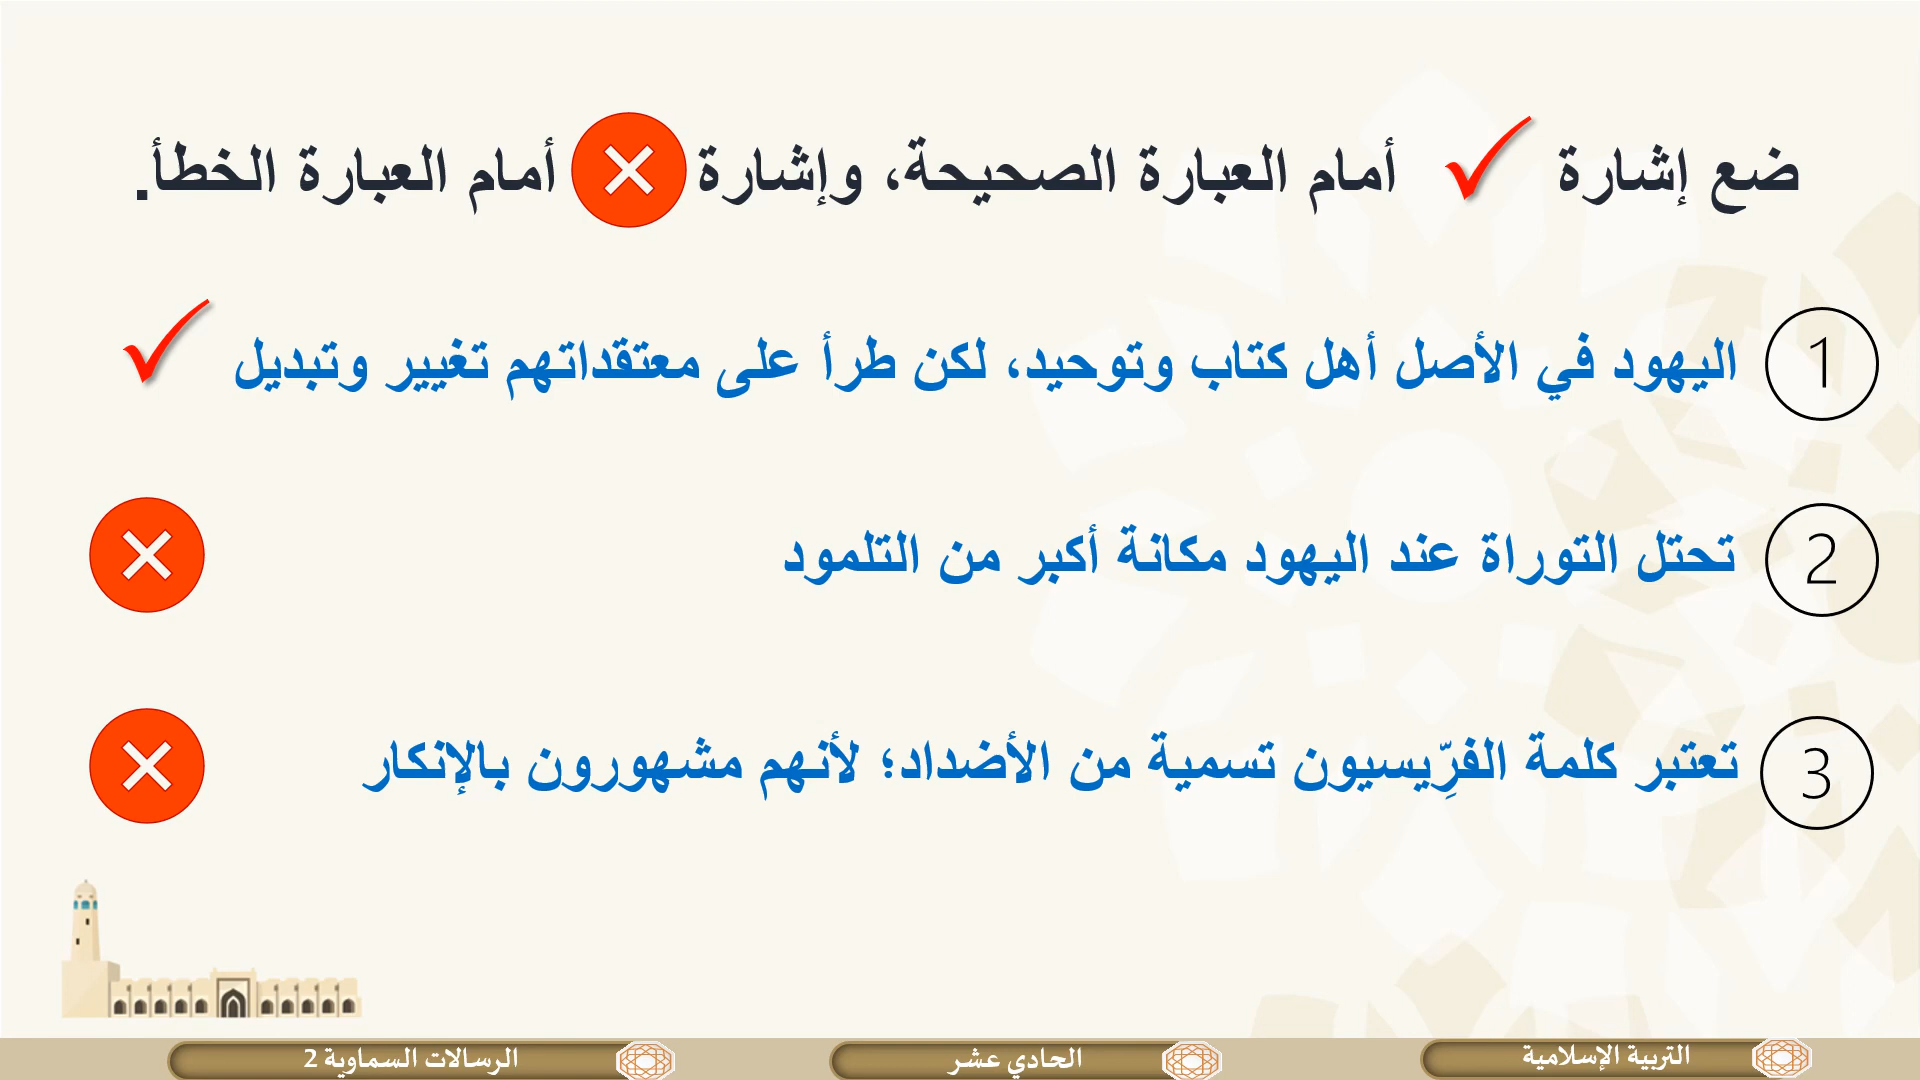 ضع إشارة ✓ أمام العبارة الصحيحة، وإشارة ✕ أمام العبارة الخطأ.
1 اليهود في الأصل أهل كتاب وتوحيد، لكن طرأ على معتقداتهم تغيير وتبديل ✓
2 تحتل التوراة عند اليهود مكانة أكبر من التلمود ✕
3 تعتبر كلمة الفرِّيسيون تسمية من الأضداد؛ لأنهم مشهورون بالإنكار ✕
التربية الإسلامية
الحادي عشر
الرسالات السماوية 2